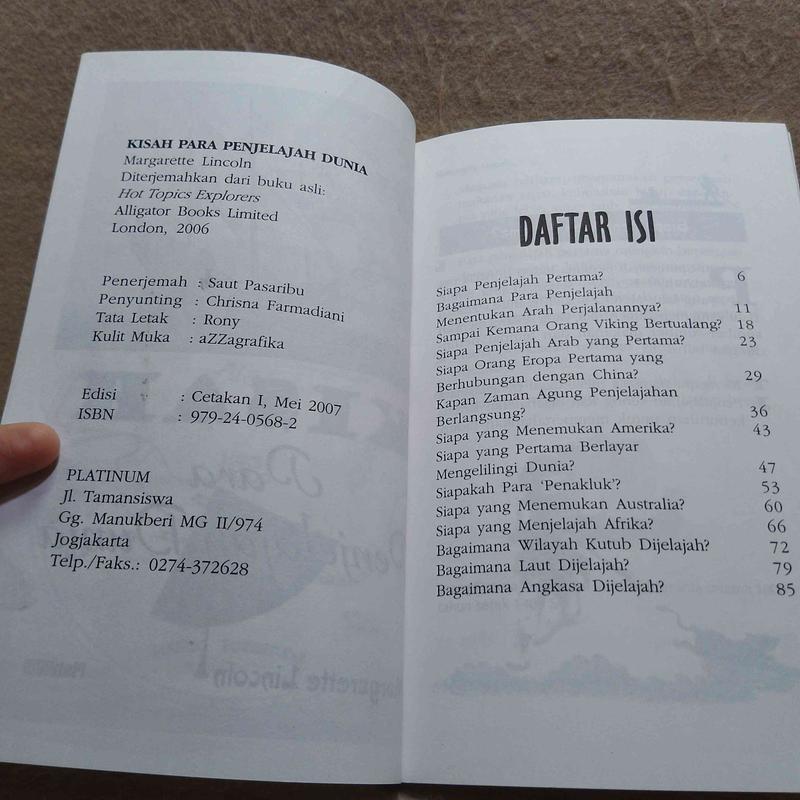 KISAH PARA PENJELAJAH DUNIA
Margarette Lincoln
Diterjemahkan dari buku asli:
Hot Topics Explorers
Alligator Books Limited
London, 2006
Penerjemah : Saut Pasaribu
Penyunting : Chrisna Farmadiani
Tata Letak : Rony
Kulit Muka : aZZagrafika
Edisi : Cetakan I, Mei 2007
ISBN : 979-24-0568-2
PLATINUM
Jl. Tamansiswa
Gg. Manukberi MG II/974
Jogjakarta
Telp./Faks.: 0274-372628
DAFTAR ISI
Siapa Penjelajah Pertama? 6
Bagaimana Para Penjelajah
Menentukan Arah Perjalanannya? 11
Sampai Kemana Orang Viking Bertualang? 18
Siapa Penjelajah Arab yang Pertama? 23
Siapa Orang Eropa Pertama yang
Berhubungan dengan China? 29
Kapan Zaman Agung Penjelajahan
Berlangsung? 36
Siapa yang Menemukan Amerika? 43
Siapa yang Pertama Berlayar
Mengelilingi Dunia? 47
Siapakah Para 'Penakluk'? 53
Siapa yang Menemukan Australia? 60
Siapa yang Menjelajah Afrika? 66
Bagaimana Wilayah Kutub Dijelajah? 72
Bagaimana Laut Dijelajah? 79
Bagaimana Angkasa Dijelajah? 85